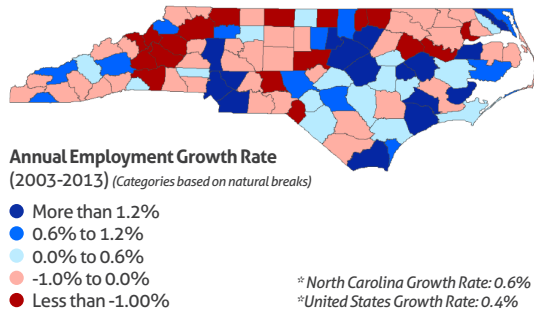 Annual Employment Growth Rate
(2003-2013) (Categories based on natural breaks)
More than 1.2%
0.6% to 1.2%
0.0% to 0.6%
-1.0% to 0.0%
Less than -1.00%
*North Carolina Growth Rate: 0.6%
*United States Growth Rate: 0.4%